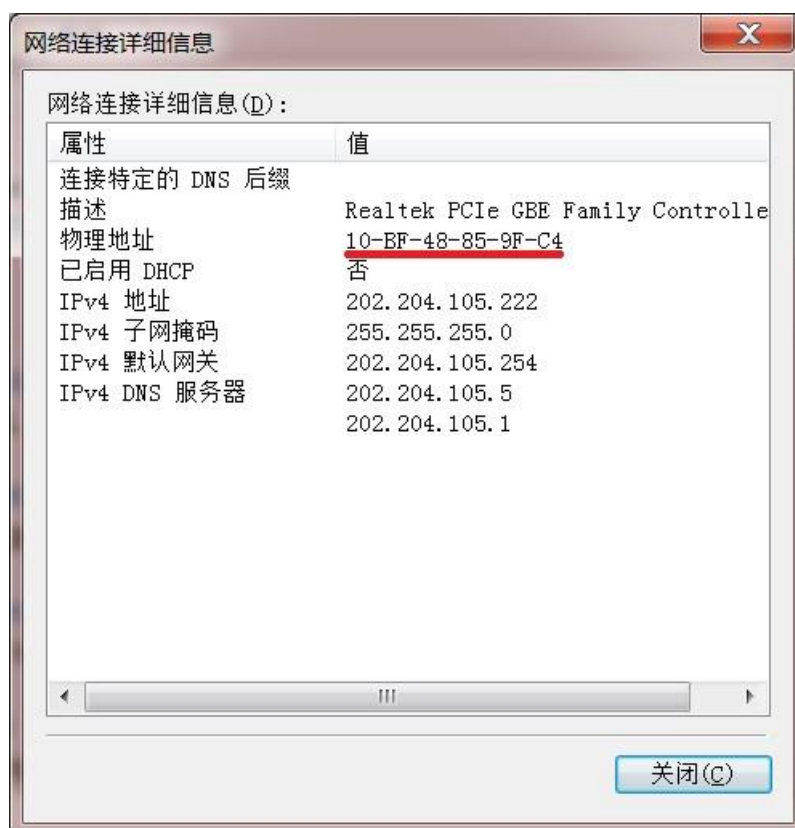 网络连接详细信息
网络连接详细信息(D):
属性 值
连接特定的 DNS 后缀
描述 Realtek PCIe GBE Family Controlle
物理地址 10-BF-48-85-9F-C4
已启用 DHCP 否
IPv4 地址 202.204.105.222
IPv4 子网掩码 255.255.255.0
IPv4 默认网关 202.204.105.254
IPv4 DNS 服务器 202.204.105.5
202.204.105.1
关闭(C)